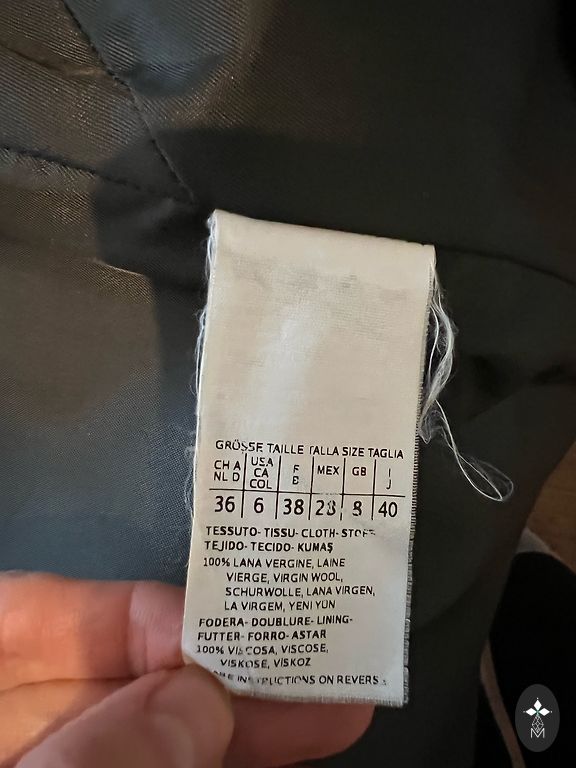 GRÖSSE TAILLE TALLA SIZE TAGLIA
CH A NL D USA CA COL F B MEX GB I J
36 6 38 28 8 40
TESSUTO-TISSU-CLOTH-STOFF-
TEJIDO-TECIDO-KUMAŞ
100% LANA VERGINE, LAINE
VIERGE, VIRGIN WOOL,
SCHURWOLLE, LANA VIRGEN,
LA VIRGEM, YENI YÜN
FODERA-DOUBLURE-LINING-
FUTTER-FORRO-ASTAR
100% VISCOSA, VISCOSE,
VISKOSE, VISKOZ
INSTRUCTIONS ON REVERS
M